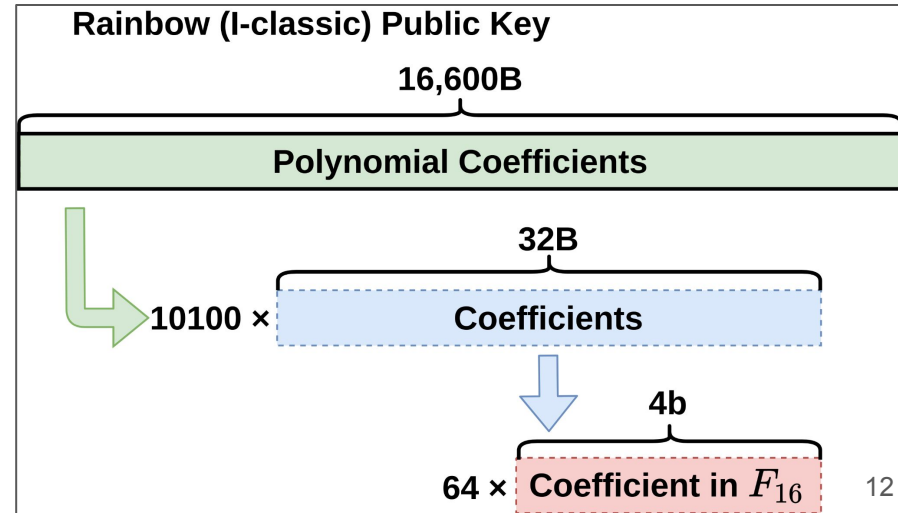 Rainbow (I-classic) Public Key
16,600B
Polynomial Coefficients
32B
10100 × Coefficients
4b
64 × Coefficient in F₁₆
12